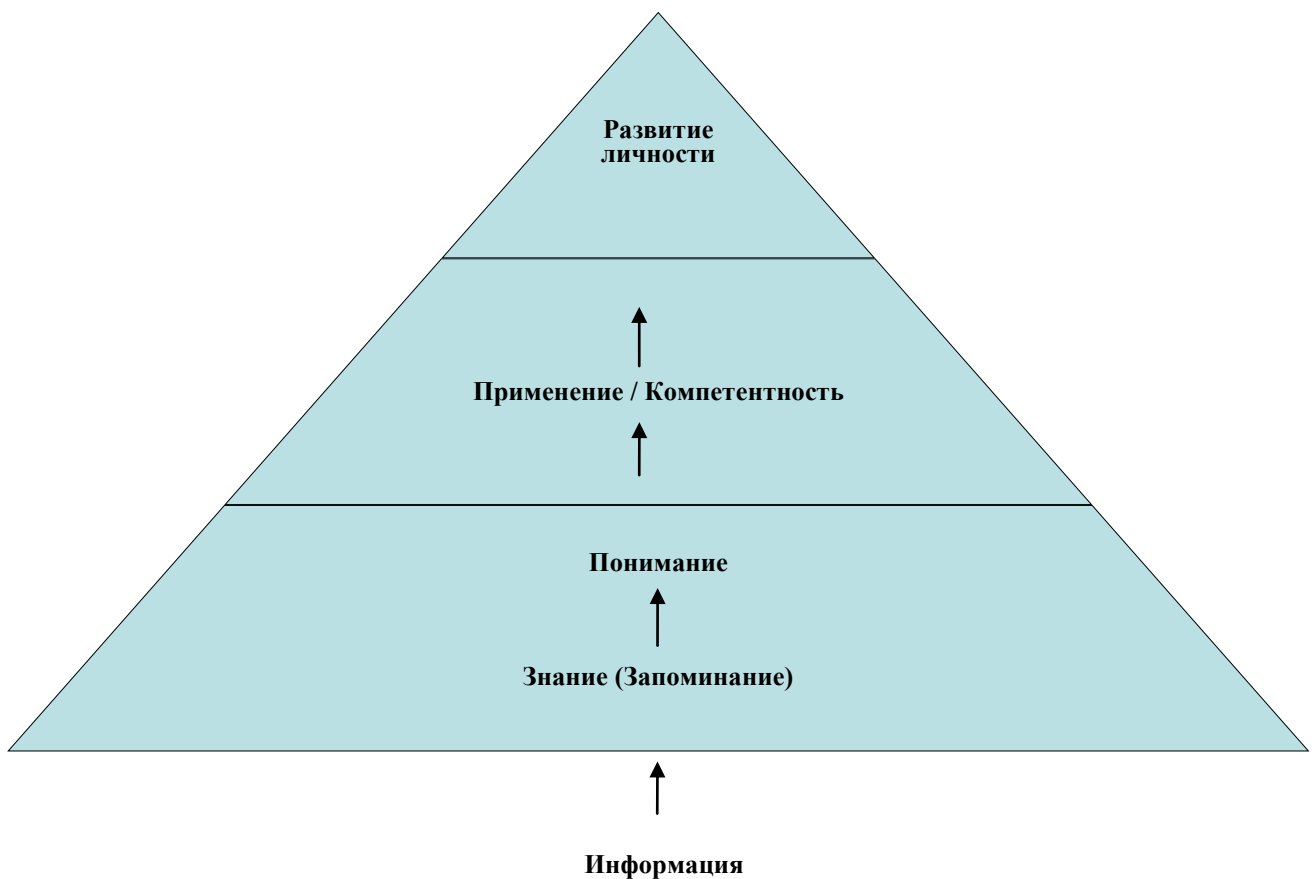 Развитие
личности
Применение / Компетентность
Понимание
Знание (Запоминание)
Информация